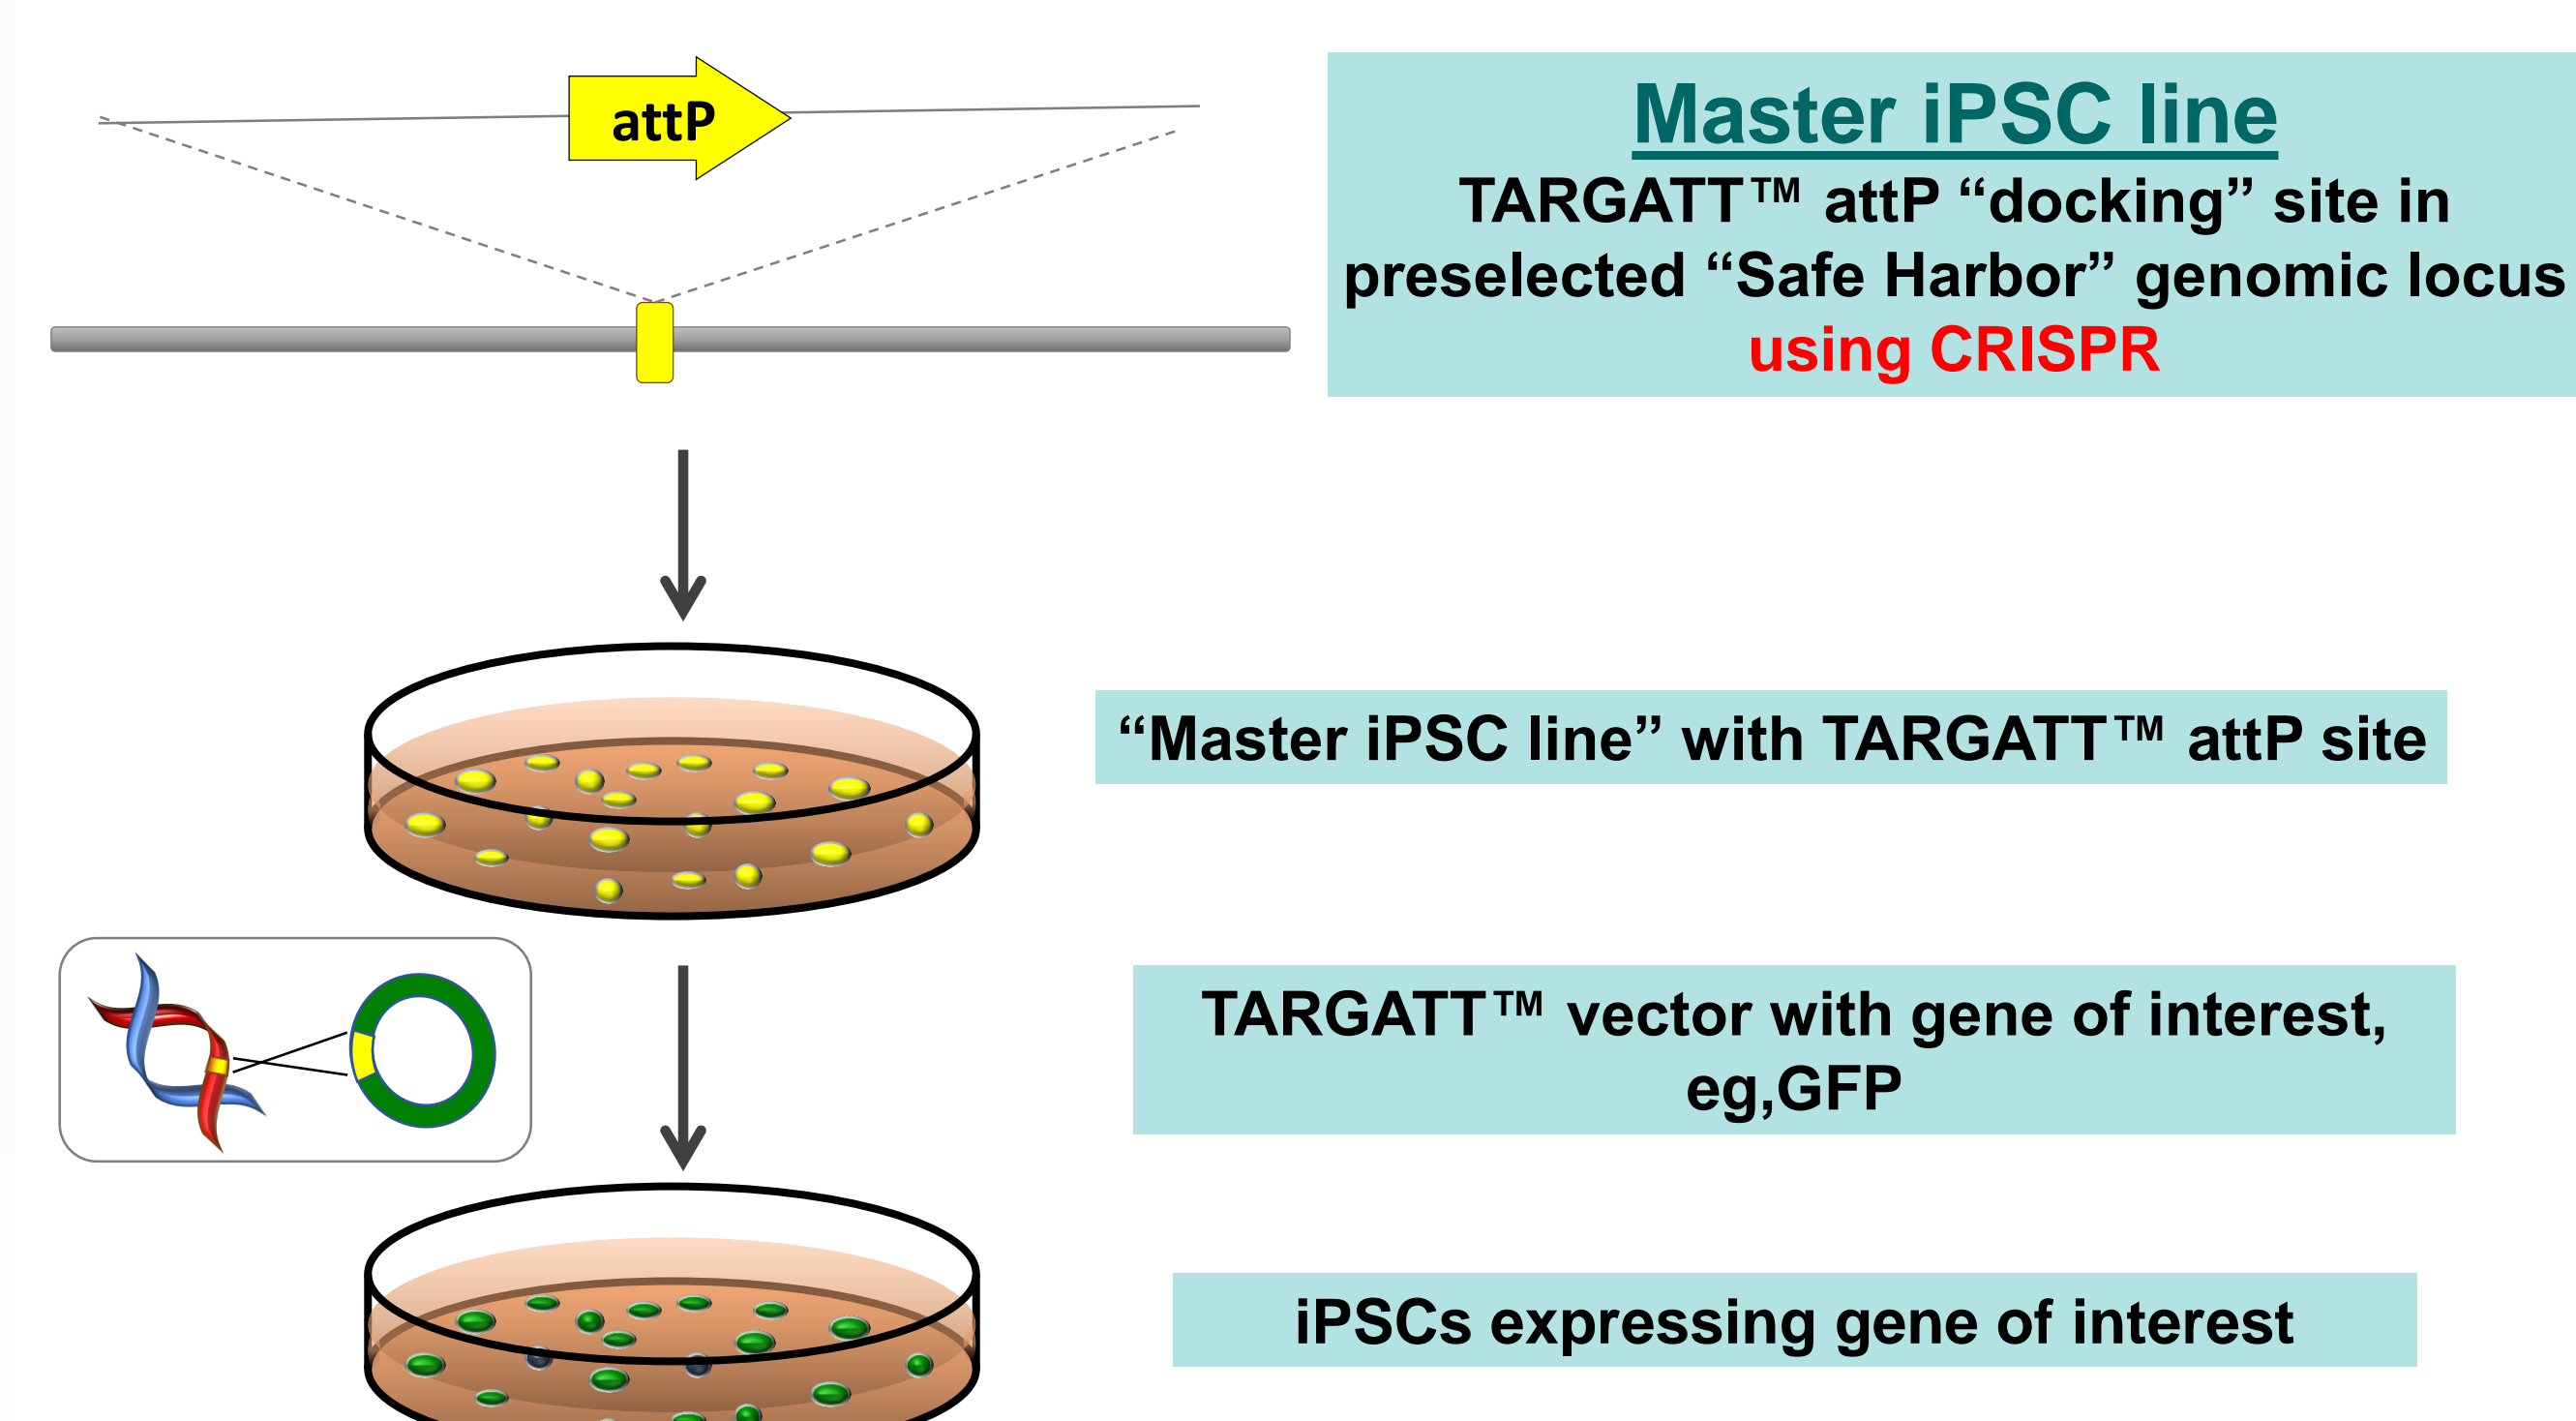 attP
Master iPSC line
TARGATT™ attP “docking” site in
preselected “Safe Harbor” genomic locus
using CRISPR
“Master iPSC line” with TARGATT™ attP site
TARGATT™ vector with gene of interest,
eg,GFP
iPSCs expressing gene of interest